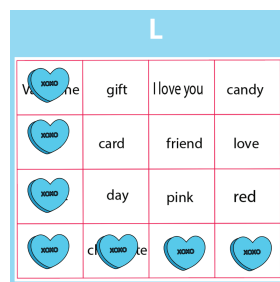 L
XOXO gift I love you candy
XOXO card friend love
XOXO day pink red
XOXO XOXO XOXO XOXO